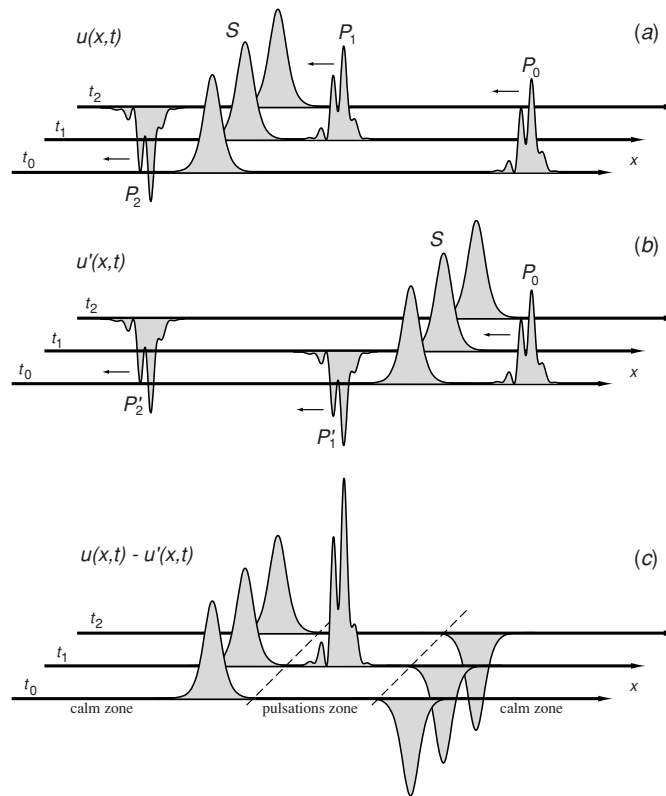 u(x,t)
S
P₁
P₀
(a)
t₂
t₁
t₀
x
P₂
u'(x,t)
S
P₀
(b)
t₂
t₁
t₀
x
P'₂
P'₁
u(x,t) - u'(x,t)
(c)
t₂
t₁
t₀
x
calm zone
pulsations zone
calm zone